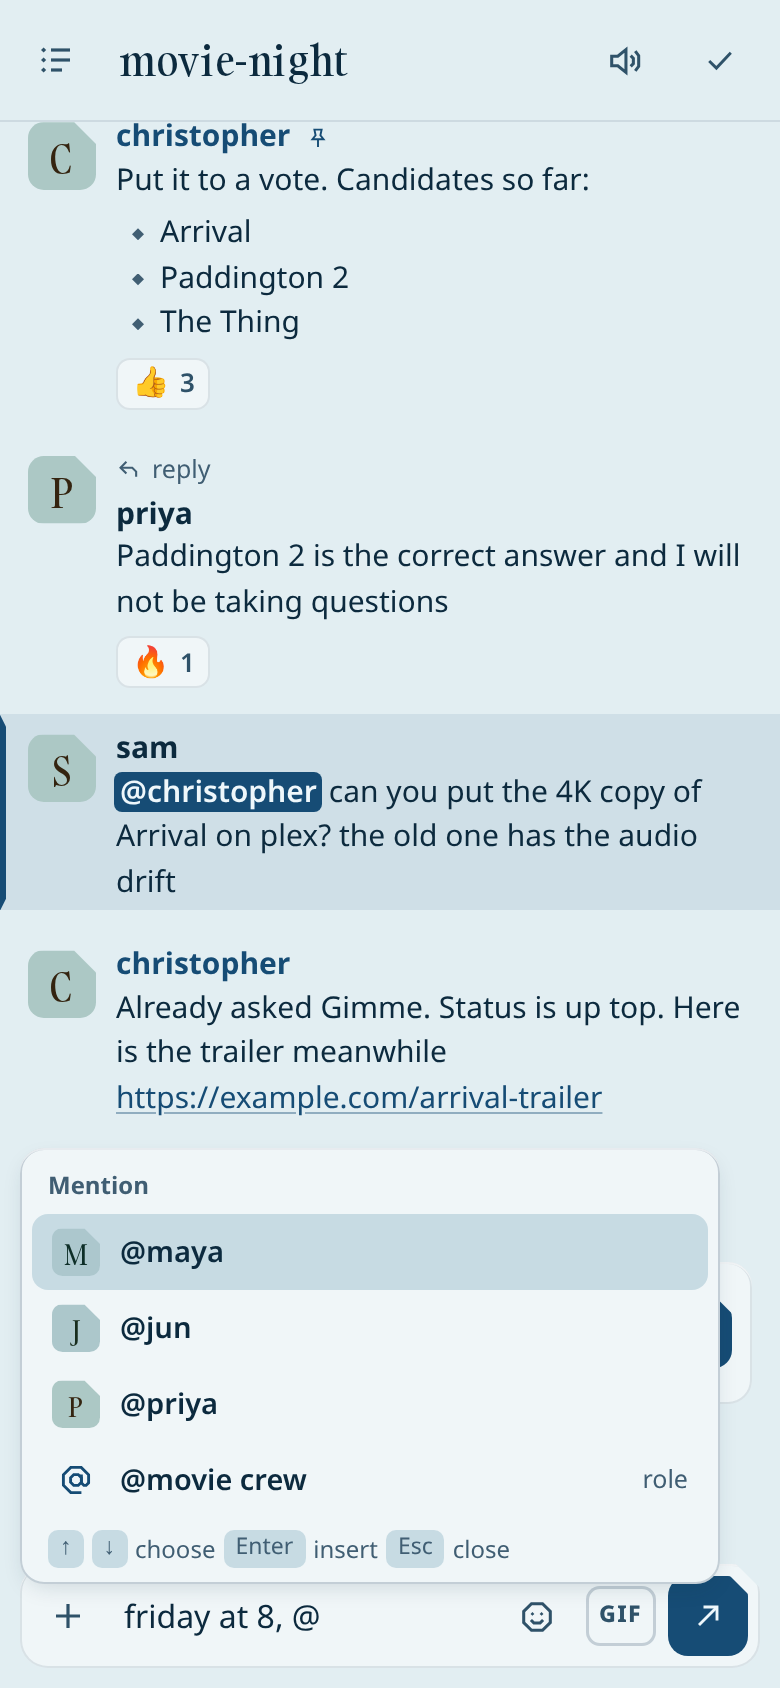 movie-night
C
christopher
Put it to a vote. Candidates so far:
Arrival
Paddington 2
The Thing
👍 3
P
reply
priya
Paddington 2 is the correct answer and I will
not be taking questions
🔥 1
S
sam
@christopher can you put the 4K copy of
Arrival on plex? the old one has the audio
drift
C
christopher
Already asked Gimme. Status is up top. Here
is the trailer meanwhile
https://example.com/arrival-trailer
Mention
M @maya
J @jun
P @priya
@movie crew role
↑ ↓ choose Enter insert Esc close
friday at 8, @ GIF